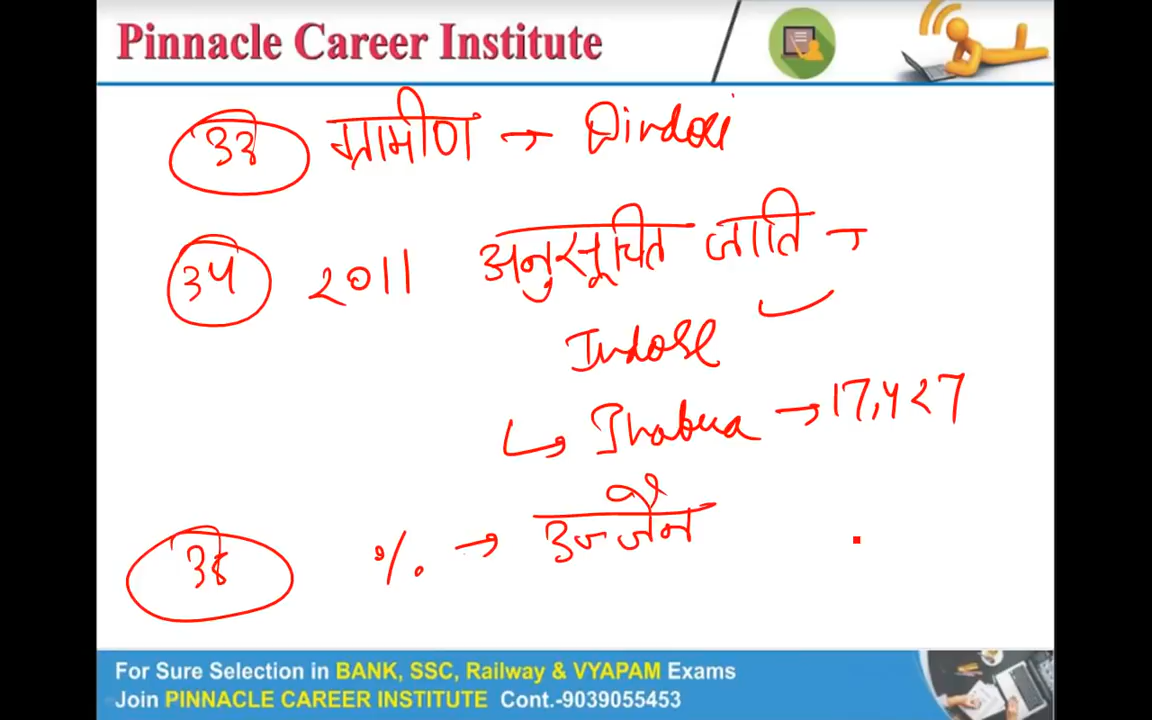 Pinnacle Career Institute
33 ग्रामीण → Dindori
34 2011 अनुसूचित जाति →
Indore
↳ Jhabua → 17,427
% → उज्जैन
For Sure Selection in BANK, SSC, Railway & VYAPAM Exams
Join PINNACLE CAREER INSTITUTE Cont.-9039055453